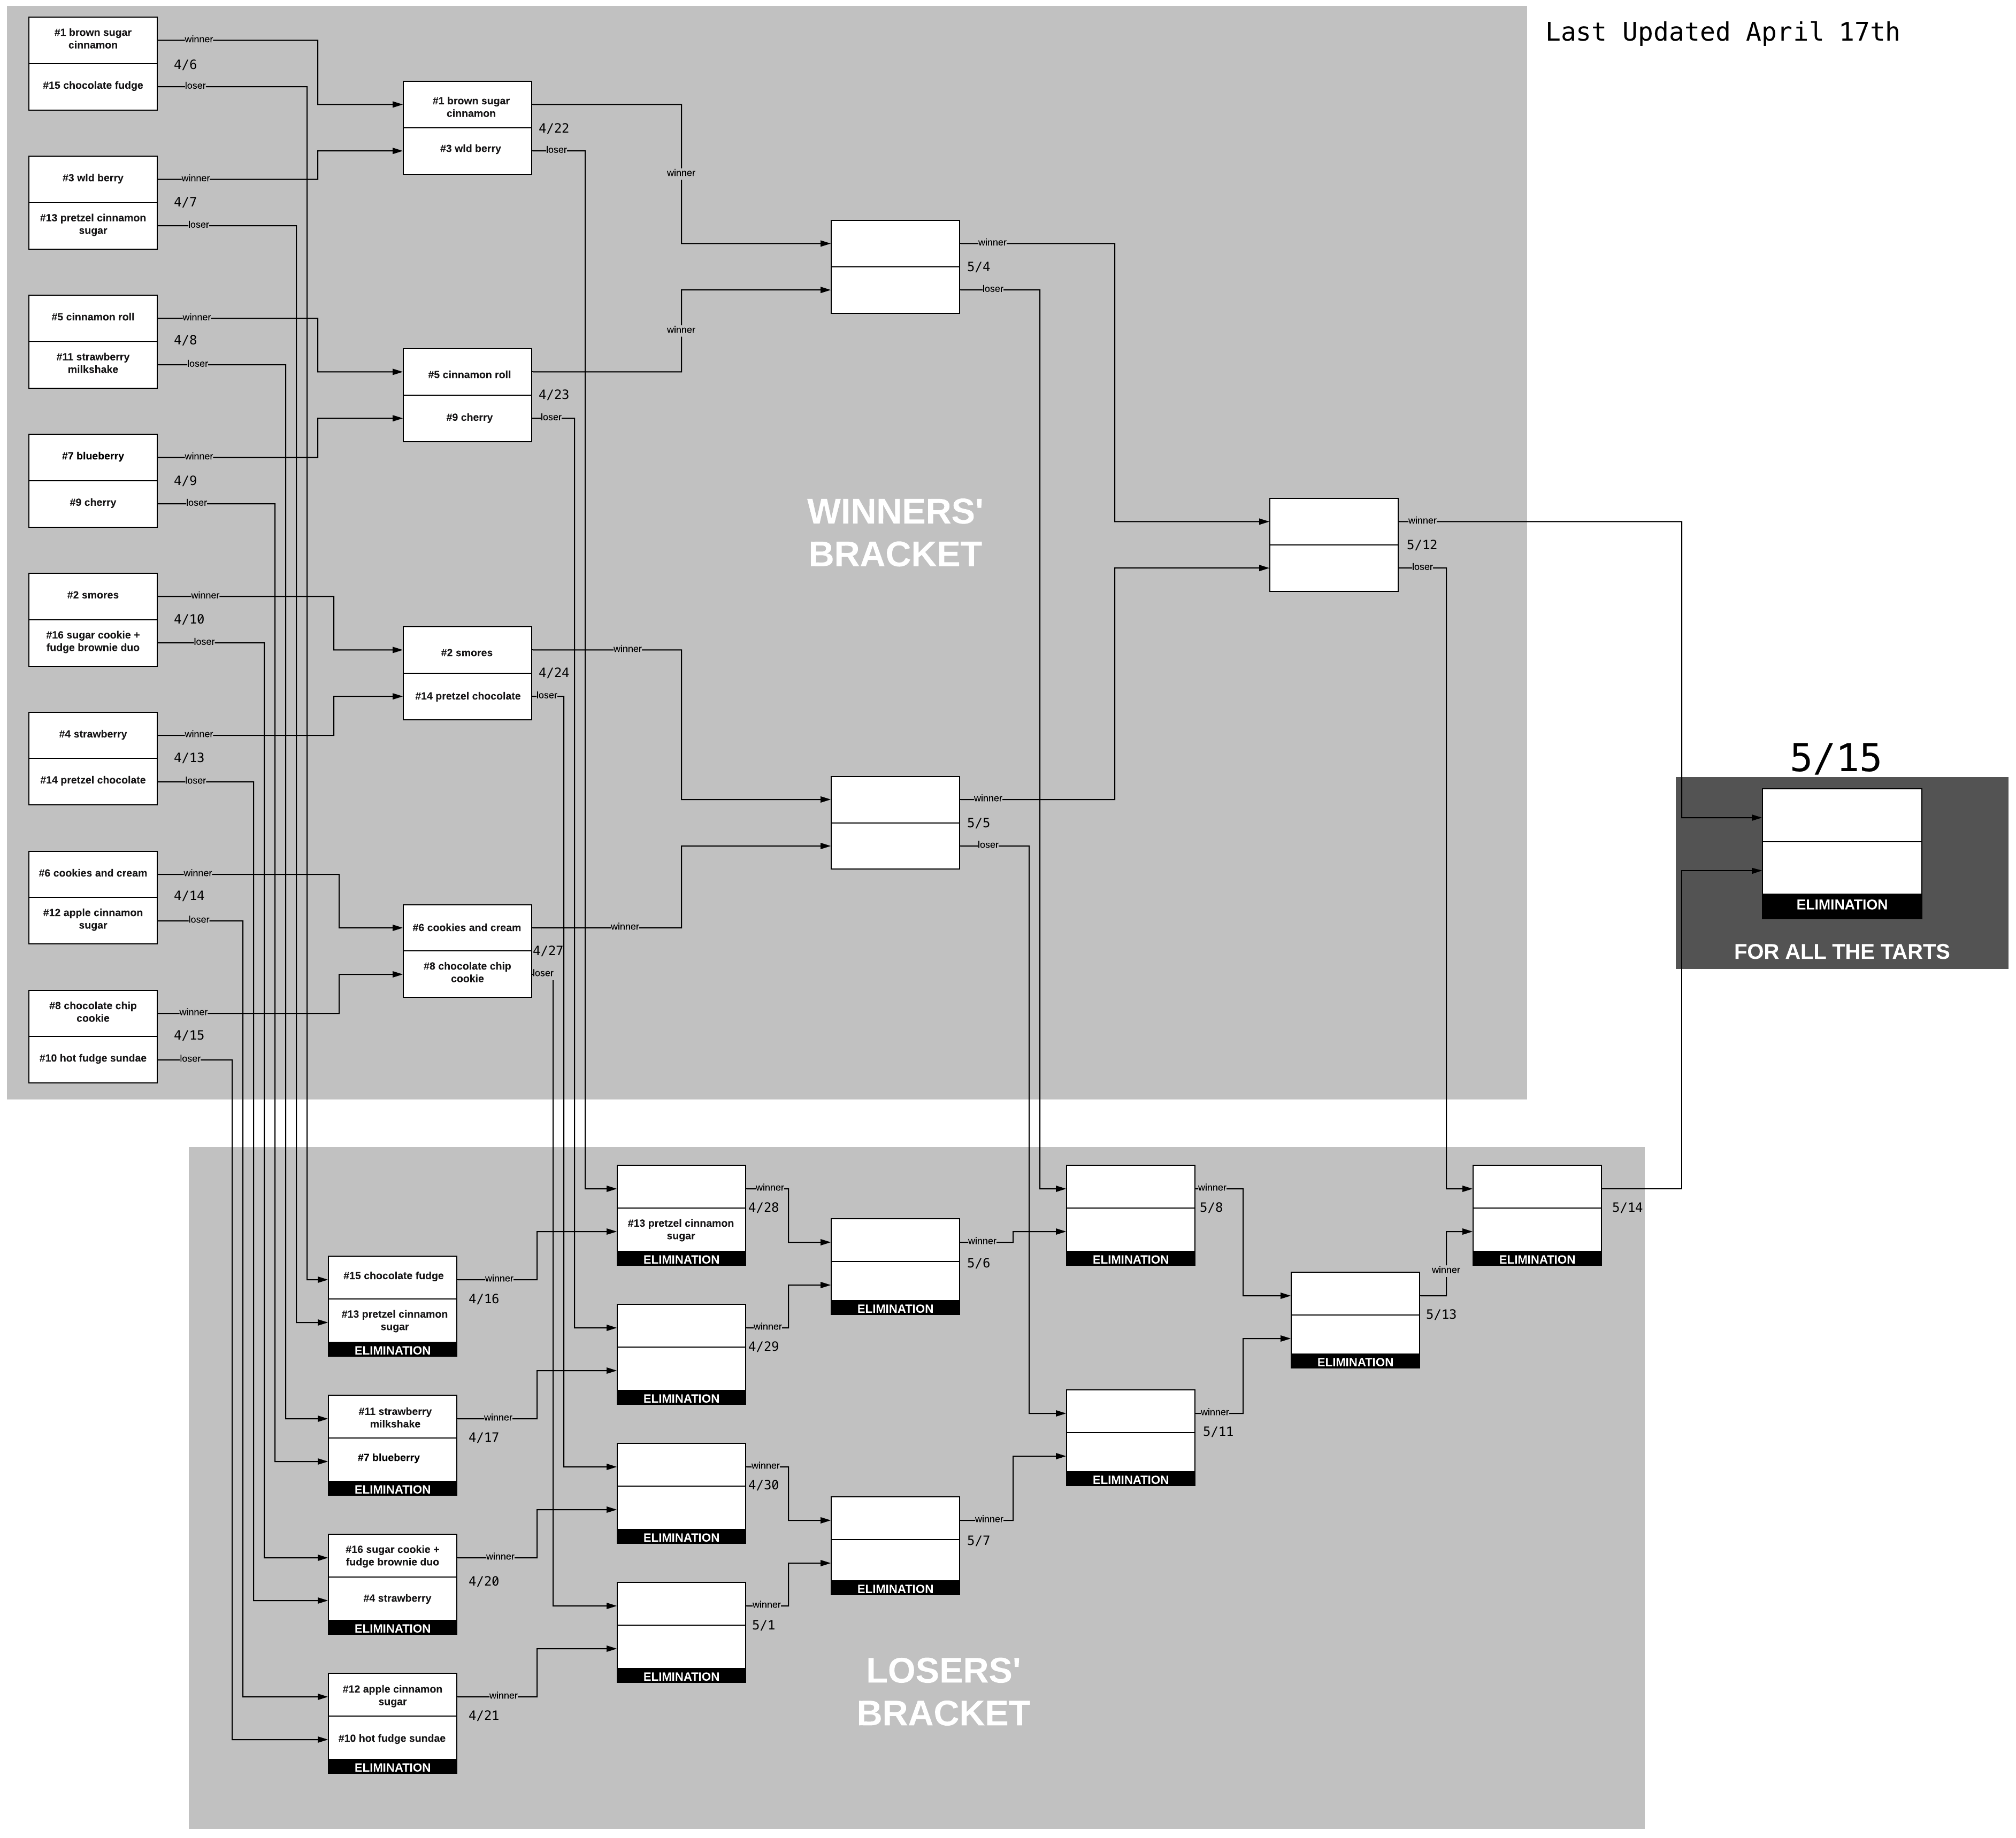 Last Updated April 17th
#1 brown sugar
cinnamon
winner
4/6
#15 chocolate fudge
loser
#3 wld berry
winner
4/7
#13 pretzel cinnamon
sugar
loser
#5 cinnamon roll
winner
4/8
#11 strawberry
milkshake
loser
#7 blueberry
winner
4/9
#9 cherry
loser
#2 smores
winner
4/10
#16 sugar cookie +
fudge brownie duo
loser
#4 strawberry
winner
4/13
#14 pretzel chocolate
loser
#6 cookies and cream
winner
4/14
#12 apple cinnamon
sugar
loser
#8 chocolate chip
cookie
winner
4/15
#10 hot fudge sundae
loser
#1 brown sugar
cinnamon
4/22
#3 wld berry
loser
winner
#5 cinnamon roll
winner
4/23
#9 cherry
loser
#2 smores
winner
4/24
#14 pretzel chocolate
loser
#6 cookies and cream
winner
4/27
#8 chocolate chip
cookie
loser
winner
5/4
loser
WINNERS'
BRACKET
winner
5/5
loser
winner
5/12
loser
5/15
ELIMINATION
FOR ALL THE TARTS
#15 chocolate fudge
winner
4/16
#13 pretzel cinnamon
sugar
ELIMINATION
#11 strawberry
milkshake
winner
4/17
#7 blueberry
ELIMINATION
#16 sugar cookie +
fudge brownie duo
winner
4/20
#4 strawberry
ELIMINATION
#12 apple cinnamon
sugar
winner
4/21
#10 hot fudge sundae
ELIMINATION
winner
4/28
#13 pretzel cinnamon
sugar
ELIMINATION
winner
4/29
ELIMINATION
winner
4/30
ELIMINATION
winner
5/1
ELIMINATION
winner
5/6
ELIMINATION
winner
5/7
ELIMINATION
winner
5/8
ELIMINATION
winner
5/11
ELIMINATION
winner
5/13
ELIMINATION
5/14
ELIMINATION
LOSERS'
BRACKET